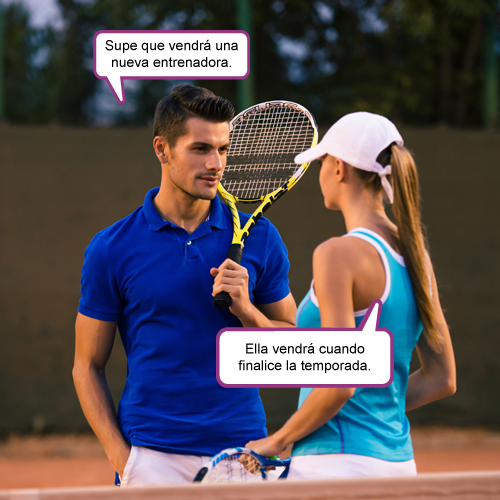 Supe que vendrá una
nueva entrenadora.
Ella vendrá cuando
finalice la temporada.